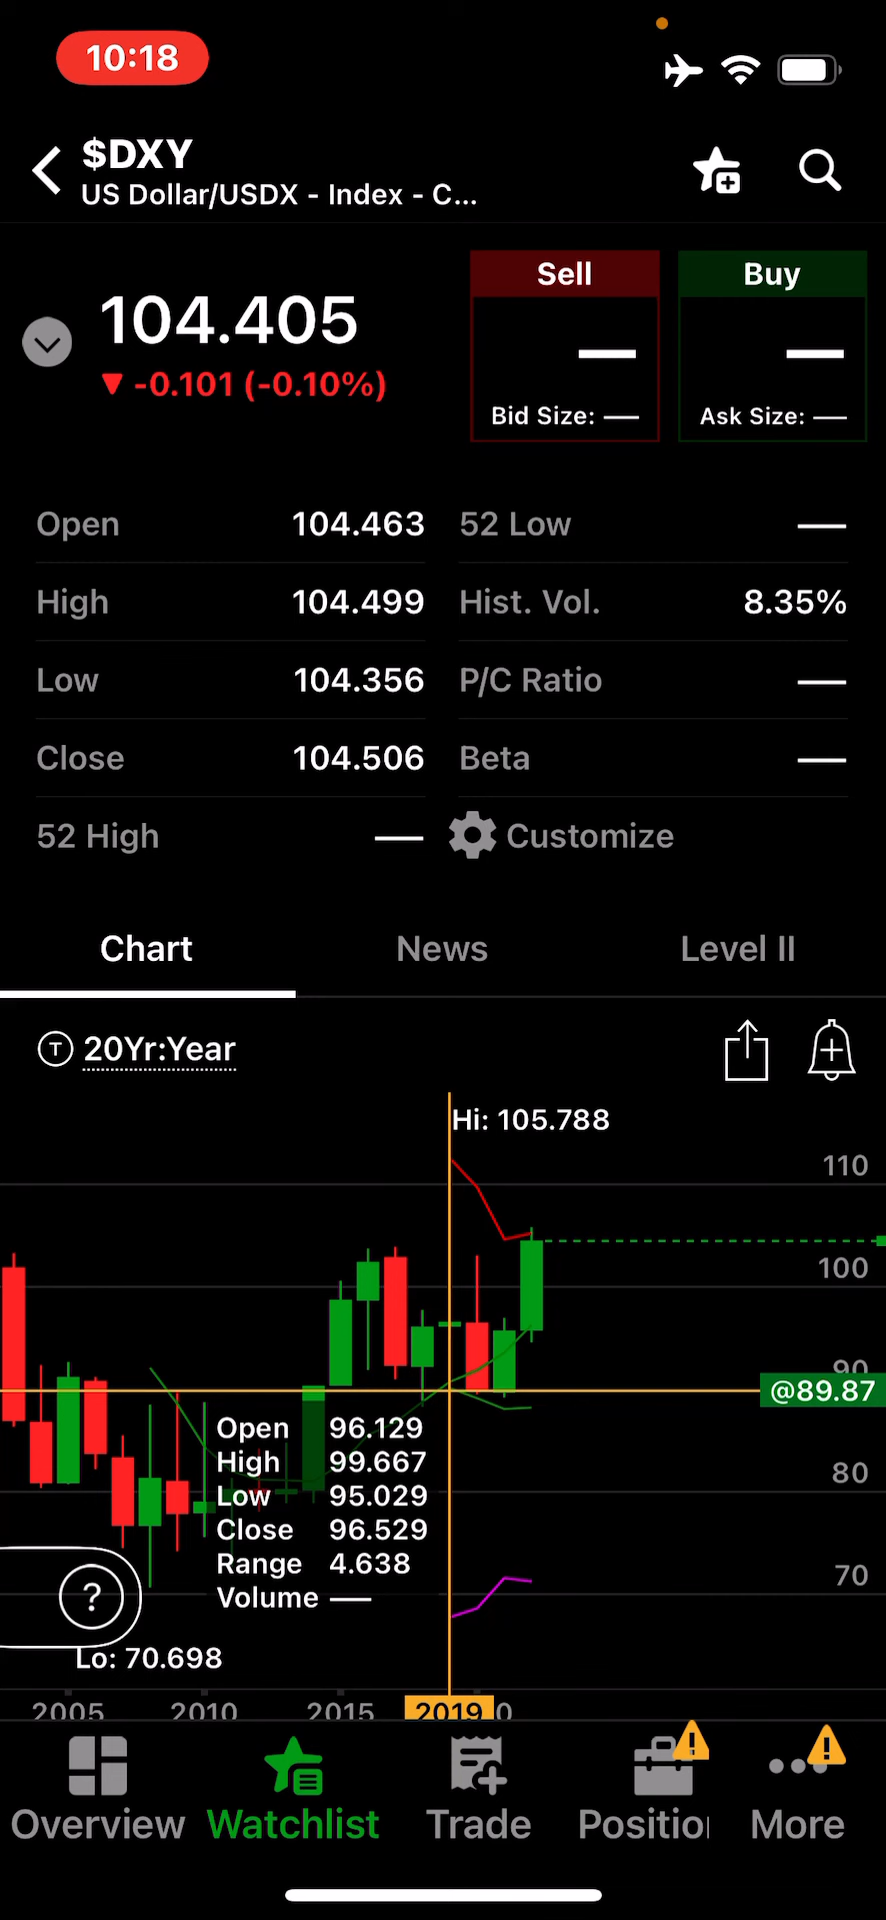 10:18
$DXY
US Dollar/USDX - Index - C...
104.405
-0.101 (-0.10%)
Sell
Bid Size: —
Buy
Ask Size: —
Open 104.463
52 Low —
High 104.499
Hist. Vol. 8.35%
Low 104.356
P/C Ratio —
Close 104.506
Beta —
52 High —
Customize
Chart News Level II
T 20Yr:Year
Hi: 105.788
110
100
90
@89.87
80
70
Open 96.129
High 99.667
Low 95.029
Close 96.529
Range 4.638
Volume —
?
Lo: 70.698
2005 2010 2015 2019 0
Overview Watchlist Trade Position More